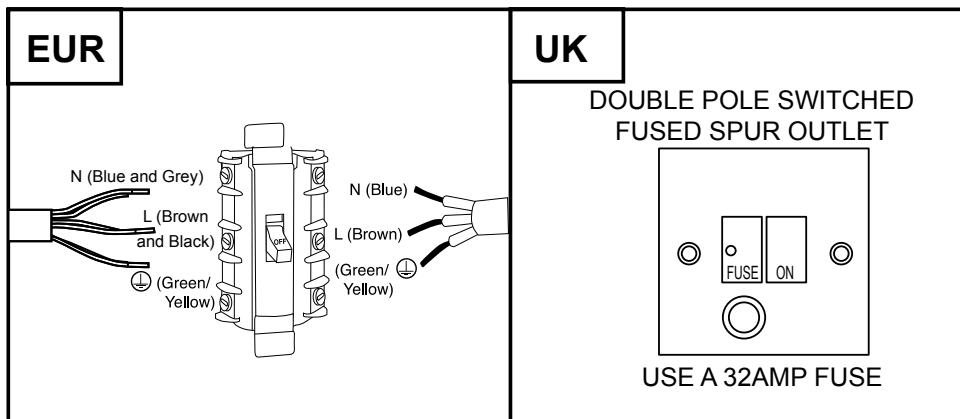 EUR
N (Blue and Grey)
L (Brown
and Black)
(Green/
Yellow)
OFF
N (Blue)
L (Brown)
(Green/
Yellow)
UK
DOUBLE POLE SWITCHED
FUSED SPUR OUTLET
FUSE
ON
USE A 32AMP FUSE